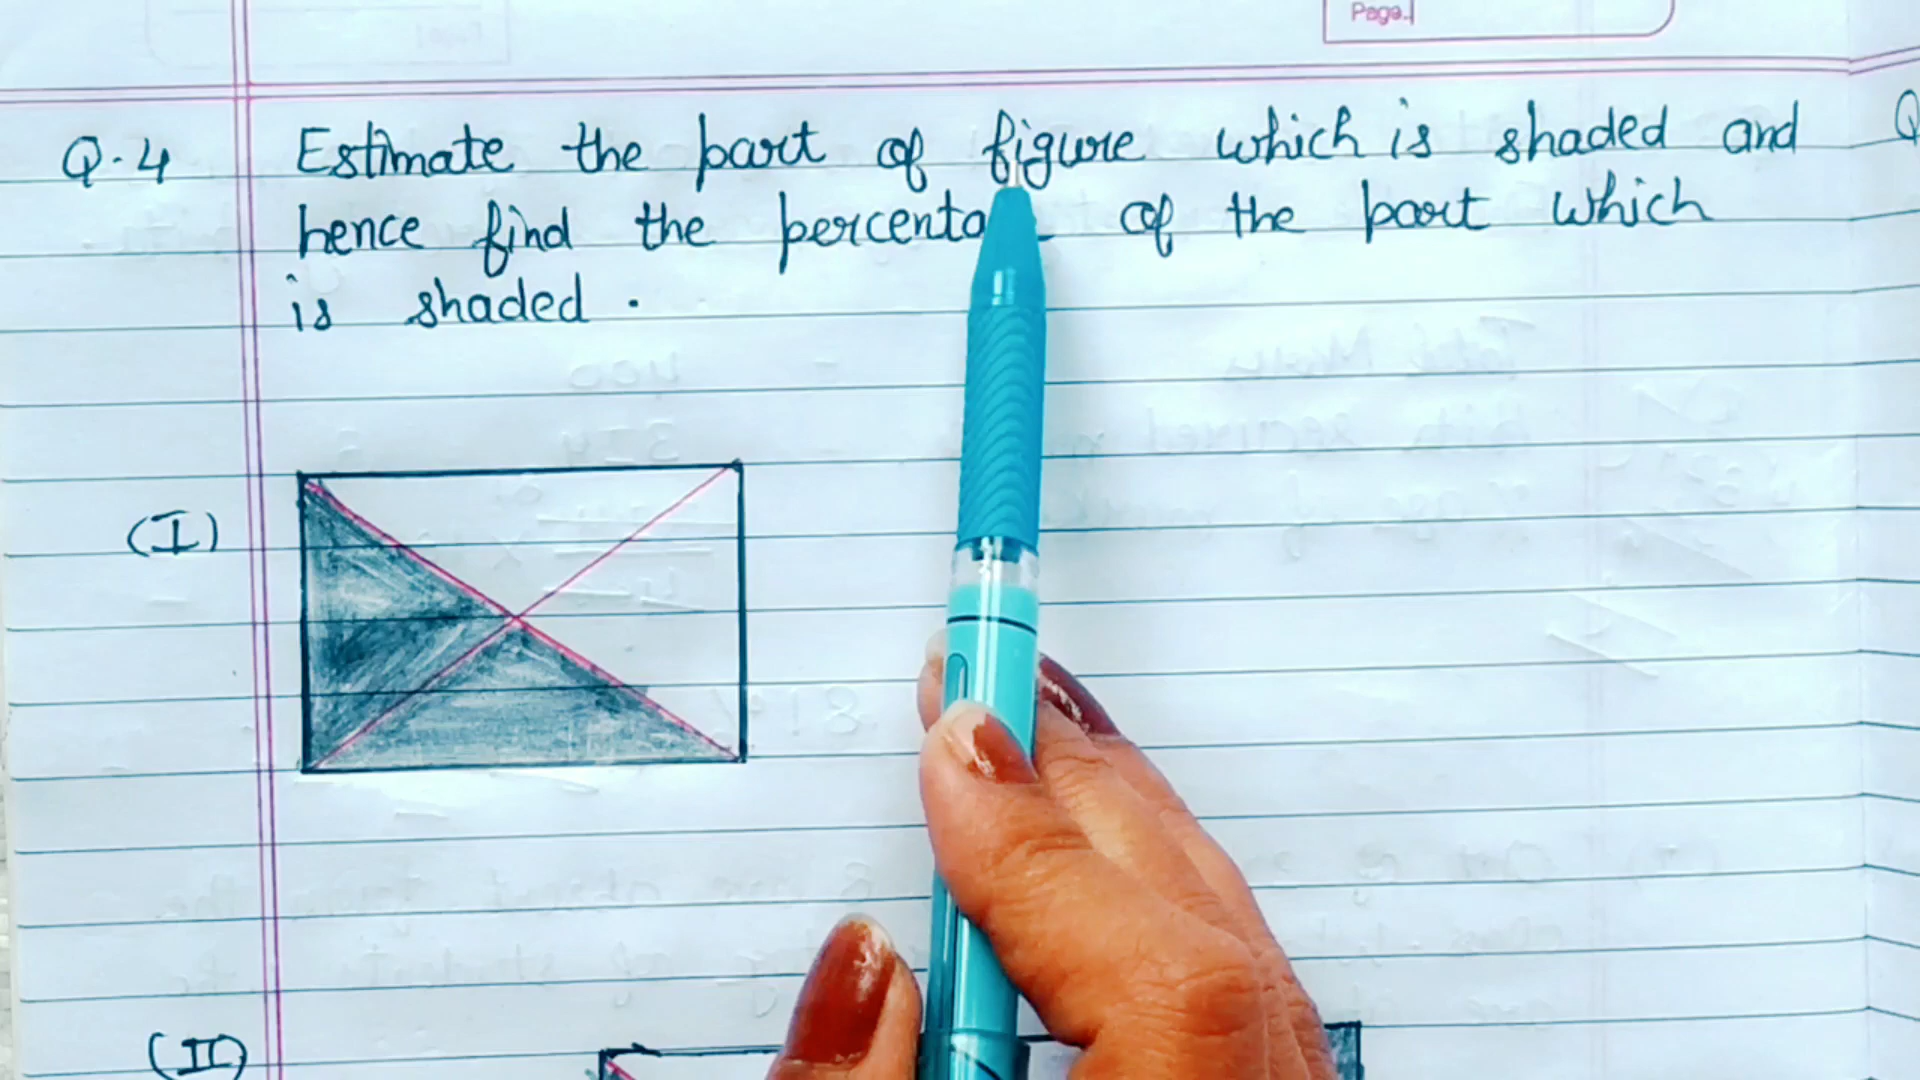 Page.
Q.4 Estimate the part of figure which is shaded and
hence find the of the part which
is shaded.
(I)
(II)